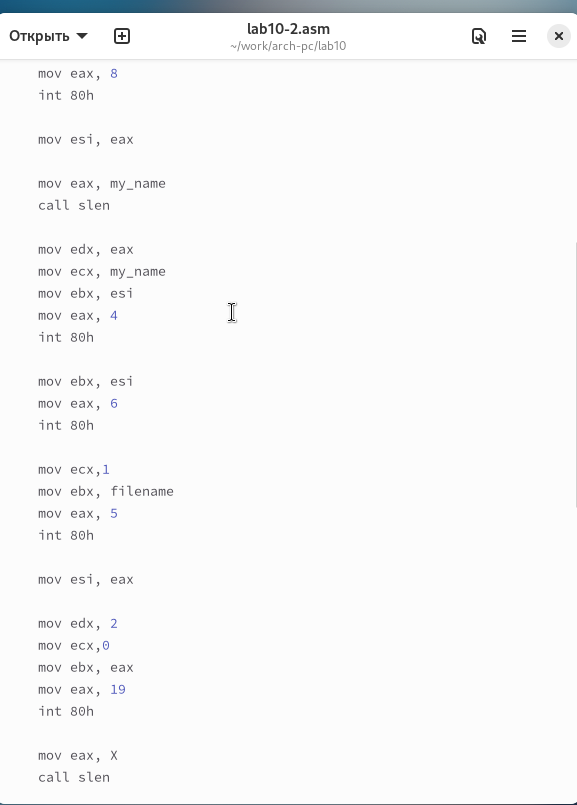 Открыть
lab10-2.asm
~/work/arch-pc/lab10
mov eax, 8
int 80h
mov esi, eax
mov eax, my_name
call slen
mov edx, eax
mov ecx, my_name
mov ebx, esi
mov eax, 4
int 80h
mov ebx, esi
mov eax, 6
int 80h
mov ecx,1
mov ebx, filename
mov eax, 5
int 80h
mov esi, eax
mov edx, 2
mov ecx,0
mov ebx, eax
mov eax, 19
int 80h
mov eax, X
call slen